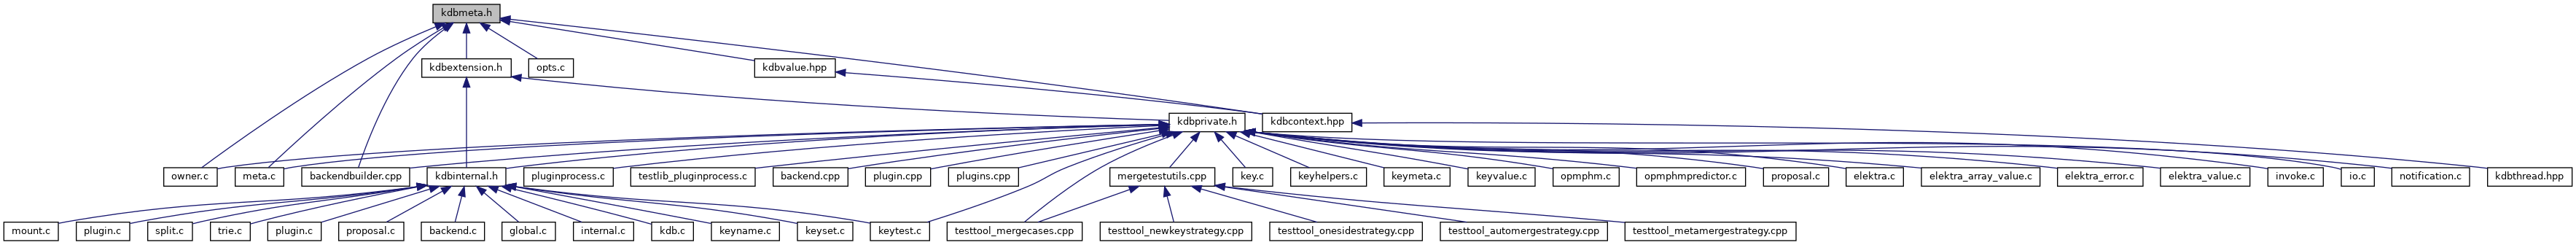 kdbmeta.h
kdbextension.h
opts.c
kdbvalue.hpp
kdbprivate.h
kdbcontext.hpp
owner.c
meta.c
backendbuilder.cpp
kdbinternal.h
pluginprocess.c
testlib_pluginprocess.c
backend.cpp
plugin.cpp
plugins.cpp
mergetestutils.cpp
key.c
keyhelpers.c
keymeta.c
keyvalue.c
opmphm.c
opmphmpredictor.c
proposal.c
elektra.c
elektra_array_value.c
elektra_error.c
elektra_value.c
invoke.c
io.c
notification.c
kdbthread.hpp
mount.c
plugin.c
split.c
trie.c
plugin.c
proposal.c
backend.c
global.c
internal.c
kdb.c
keyname.c
keyset.c
keytest.c
testtool_mergecases.cpp
testtool_newkeystrategy.cpp
testtool_onesidestrategy.cpp
testtool_automergestrategy.cpp
testtool_metamergestrategy.cpp